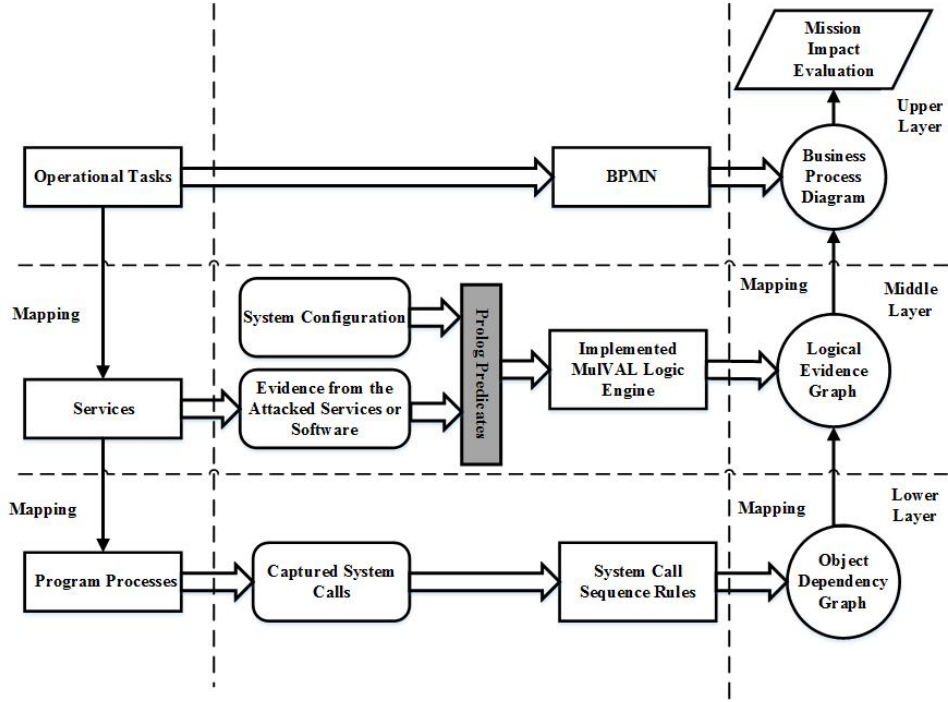 Mission
Impact
Evaluation
Upper
Layer
Operational Tasks
BPMN
Business
Process
Diagram
Mapping
System Configuration
Prolog Predicates
Implemented
MulVAL Logic
Engine
Mapping
Middle
Layer
Logical
Evidence
Graph
Services
Evidence from the
Attacked Services or
Software
Mapping
Mapping
Lower
Layer
Program Processes
Captured System
Calls
System Call
Sequence Rules
Object
Dependency
Graph